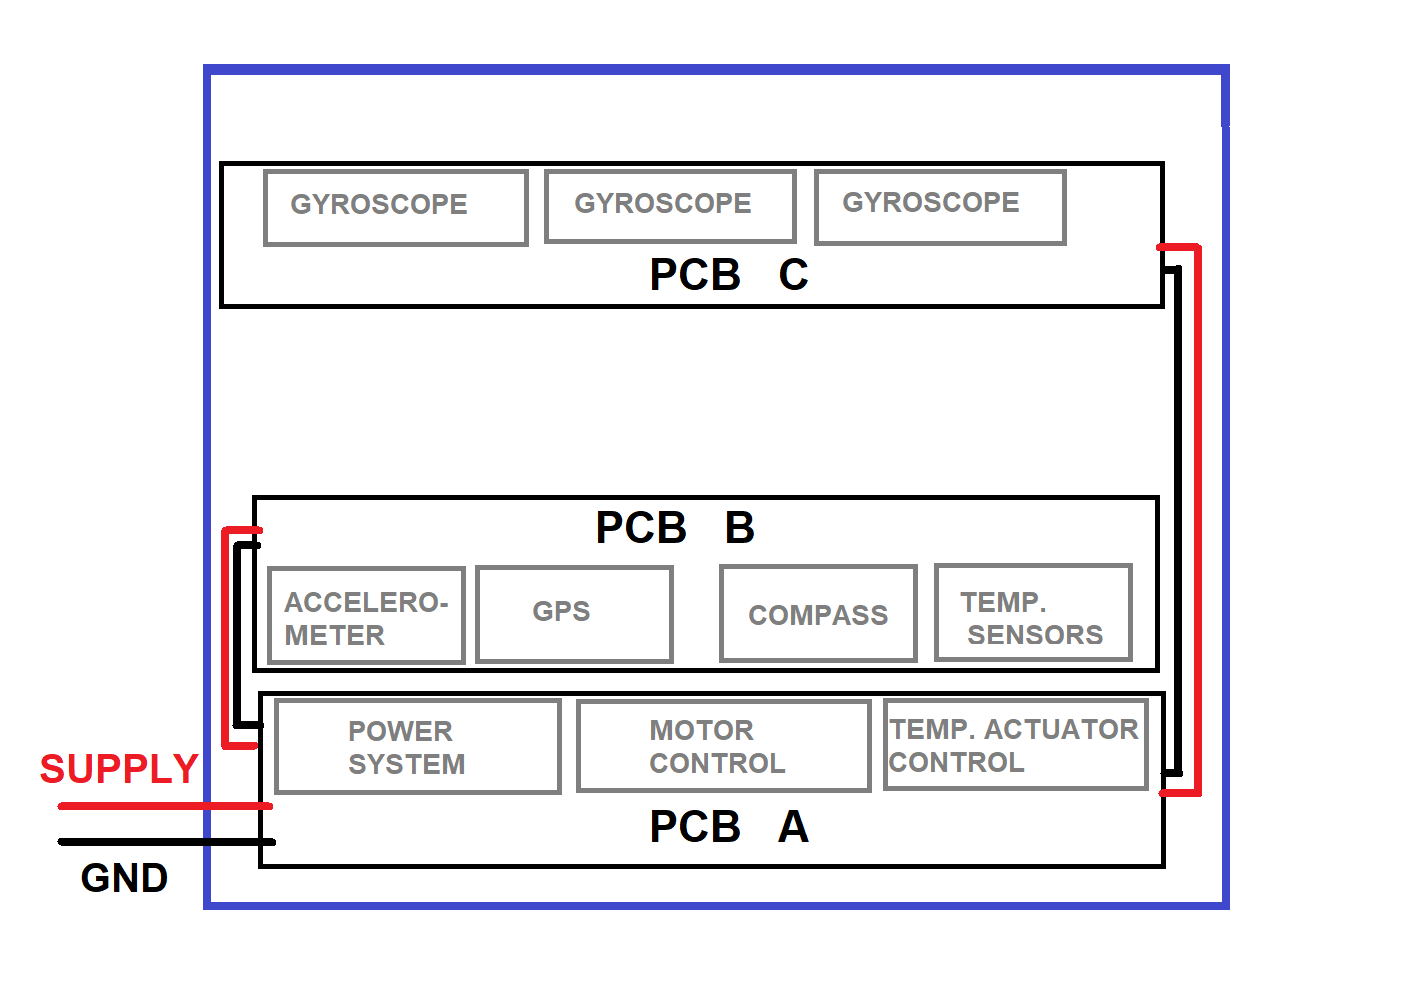 GYROSCOPE
GYROSCOPE
GYROSCOPE
PCB C
PCB B
ACCELERO-
METER
GPS
COMPASS
TEMP.
SENSORS
POWER
SYSTEM
MOTOR
CONTROL
TEMP. ACTUATOR
CONTROL
SUPPLY
PCB A
GND